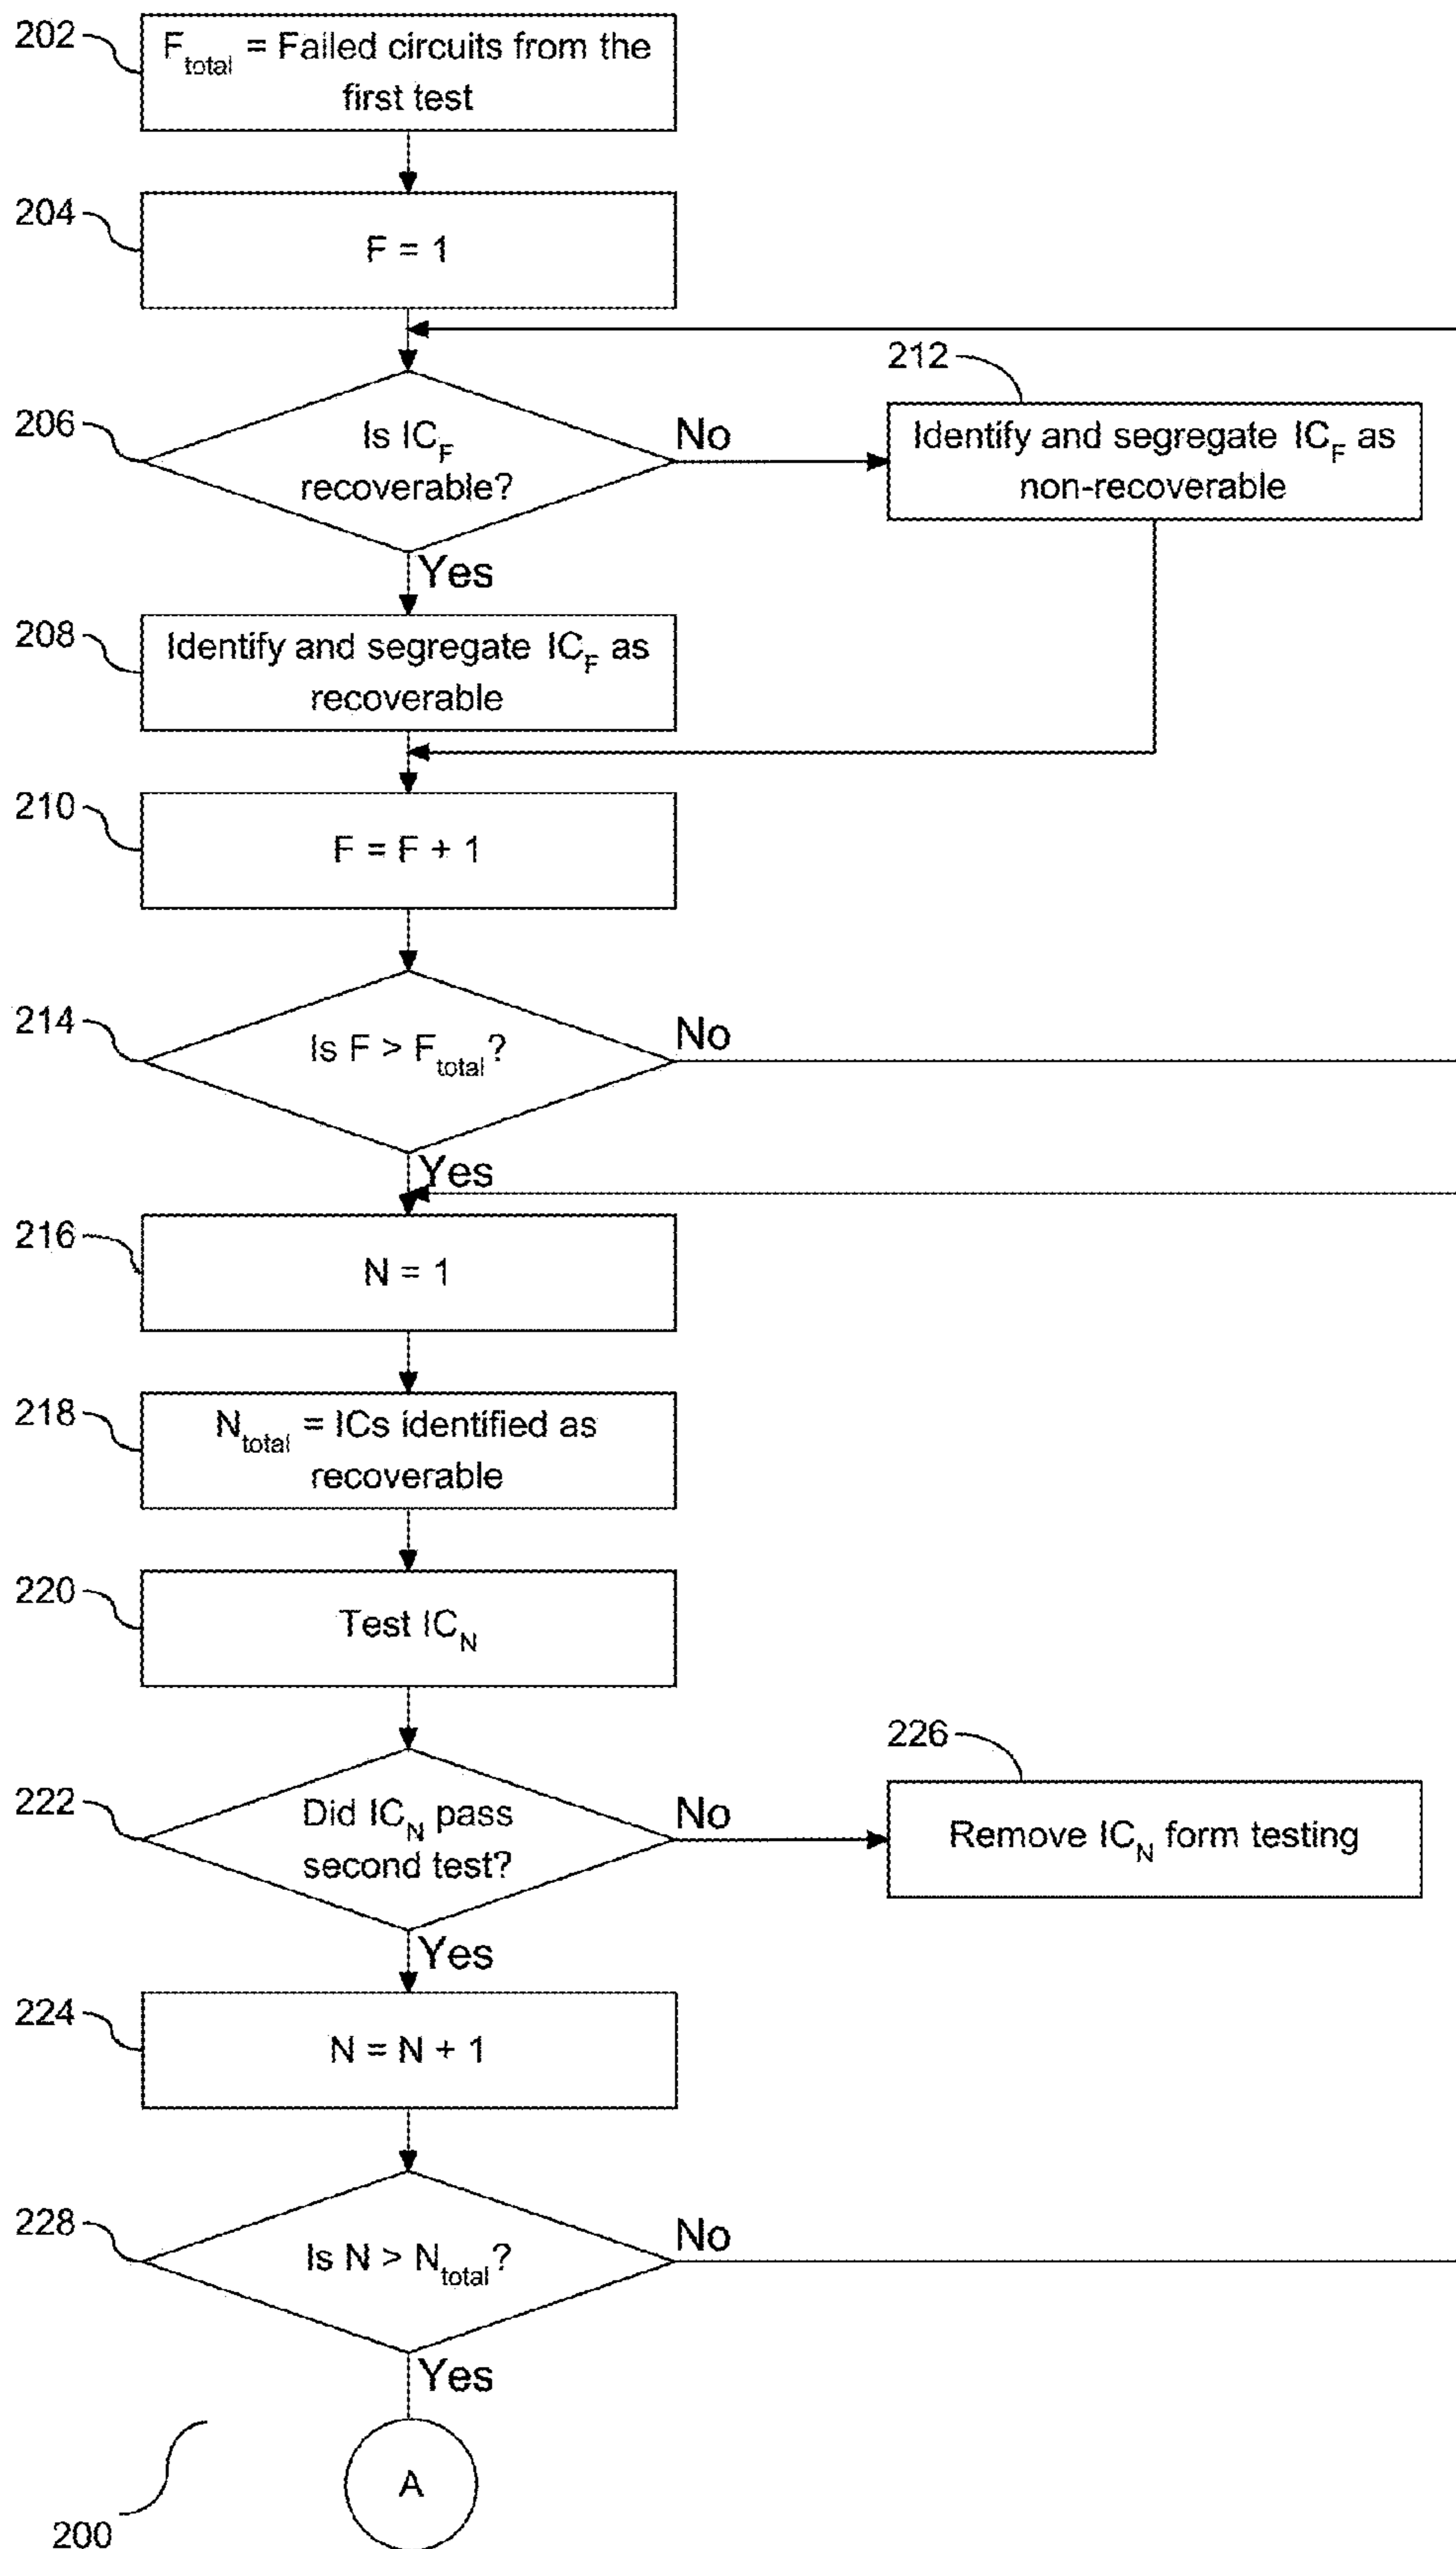 202
F_total = Failed circuits from the
first test
204
F = 1
206
Is IC_F
recoverable?
No
212
Identify and segregate IC_F as
non-recoverable
Yes
208
Identify and segregate IC_F as
recoverable
210
F = F + 1
214
Is F > F_total?
No
Yes
216
N = 1
218
N_total = ICs identified as
recoverable
220
Test IC_N
222
Did IC_N pass
second test?
No
226
Remove IC_N form testing
Yes
224
N = N + 1
228
Is N > N_total?
No
Yes
A
200